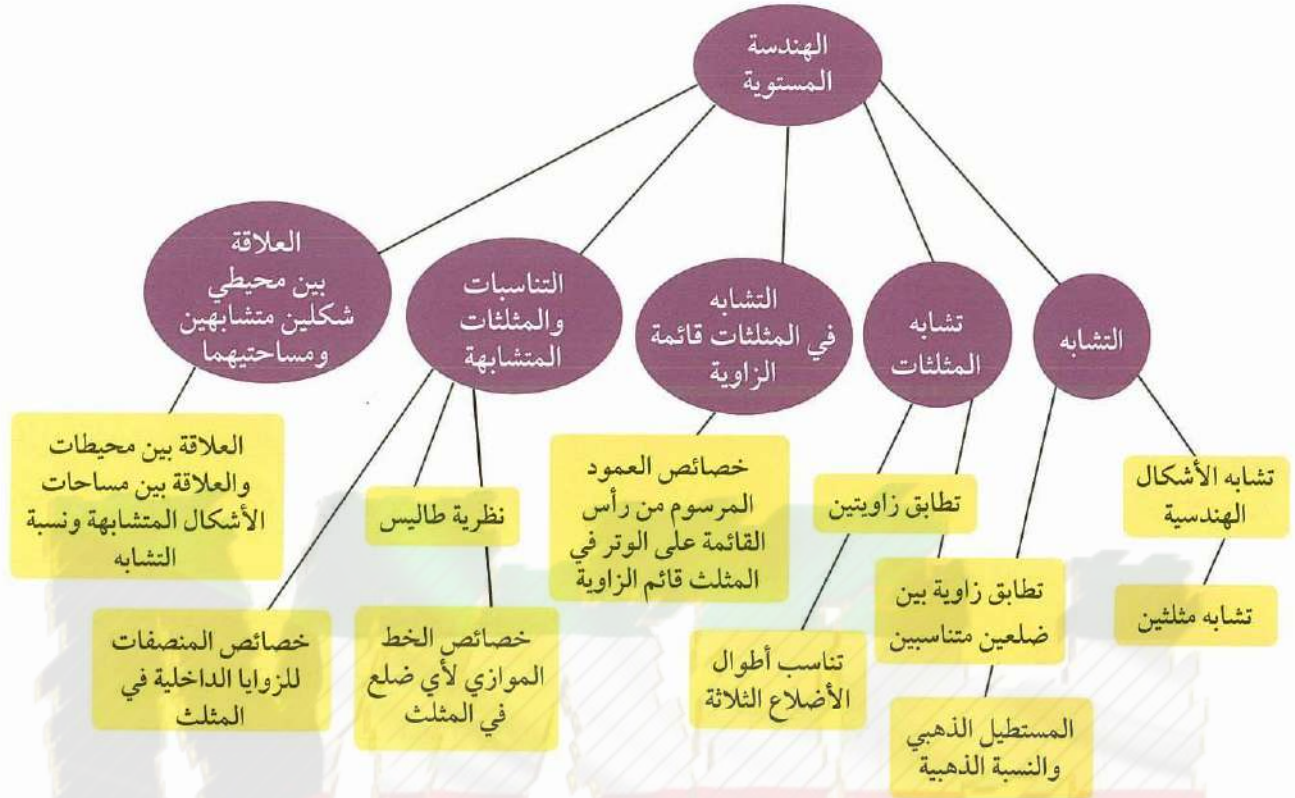 الهندسة
المستوية
التشابه
تشابه
المثلثات
التشابه
في المثلثات قائمة
الزاوية
التناسبات
والمثلثات
المتشابهة
العلاقة
بين محيطي
شكلين متشابهين
ومساحتيهما
تشابه الأشكال
الهندسية
تشابه مثلثين
المستطيل الذهبي
والنسبة الذهبية
تطابق زاويتين
تطابق زاوية بين
ضلعين متناسبين
تناسب أطوال
الأضلاع الثلاثة
خصائص العمود
المرسوم من رأس
القائمة على الوتر في
المثلث قائم الزاوية
نظرية طاليس
خصائص الخط
الموازي لأي ضلع
في المثلث
خصائص المنصفات
للزوايا الداخلية في
المثلث
العلاقة بين محيطات
والعلاقة بين مساحات
الأشكال المتشابهة ونسبة
التشابه